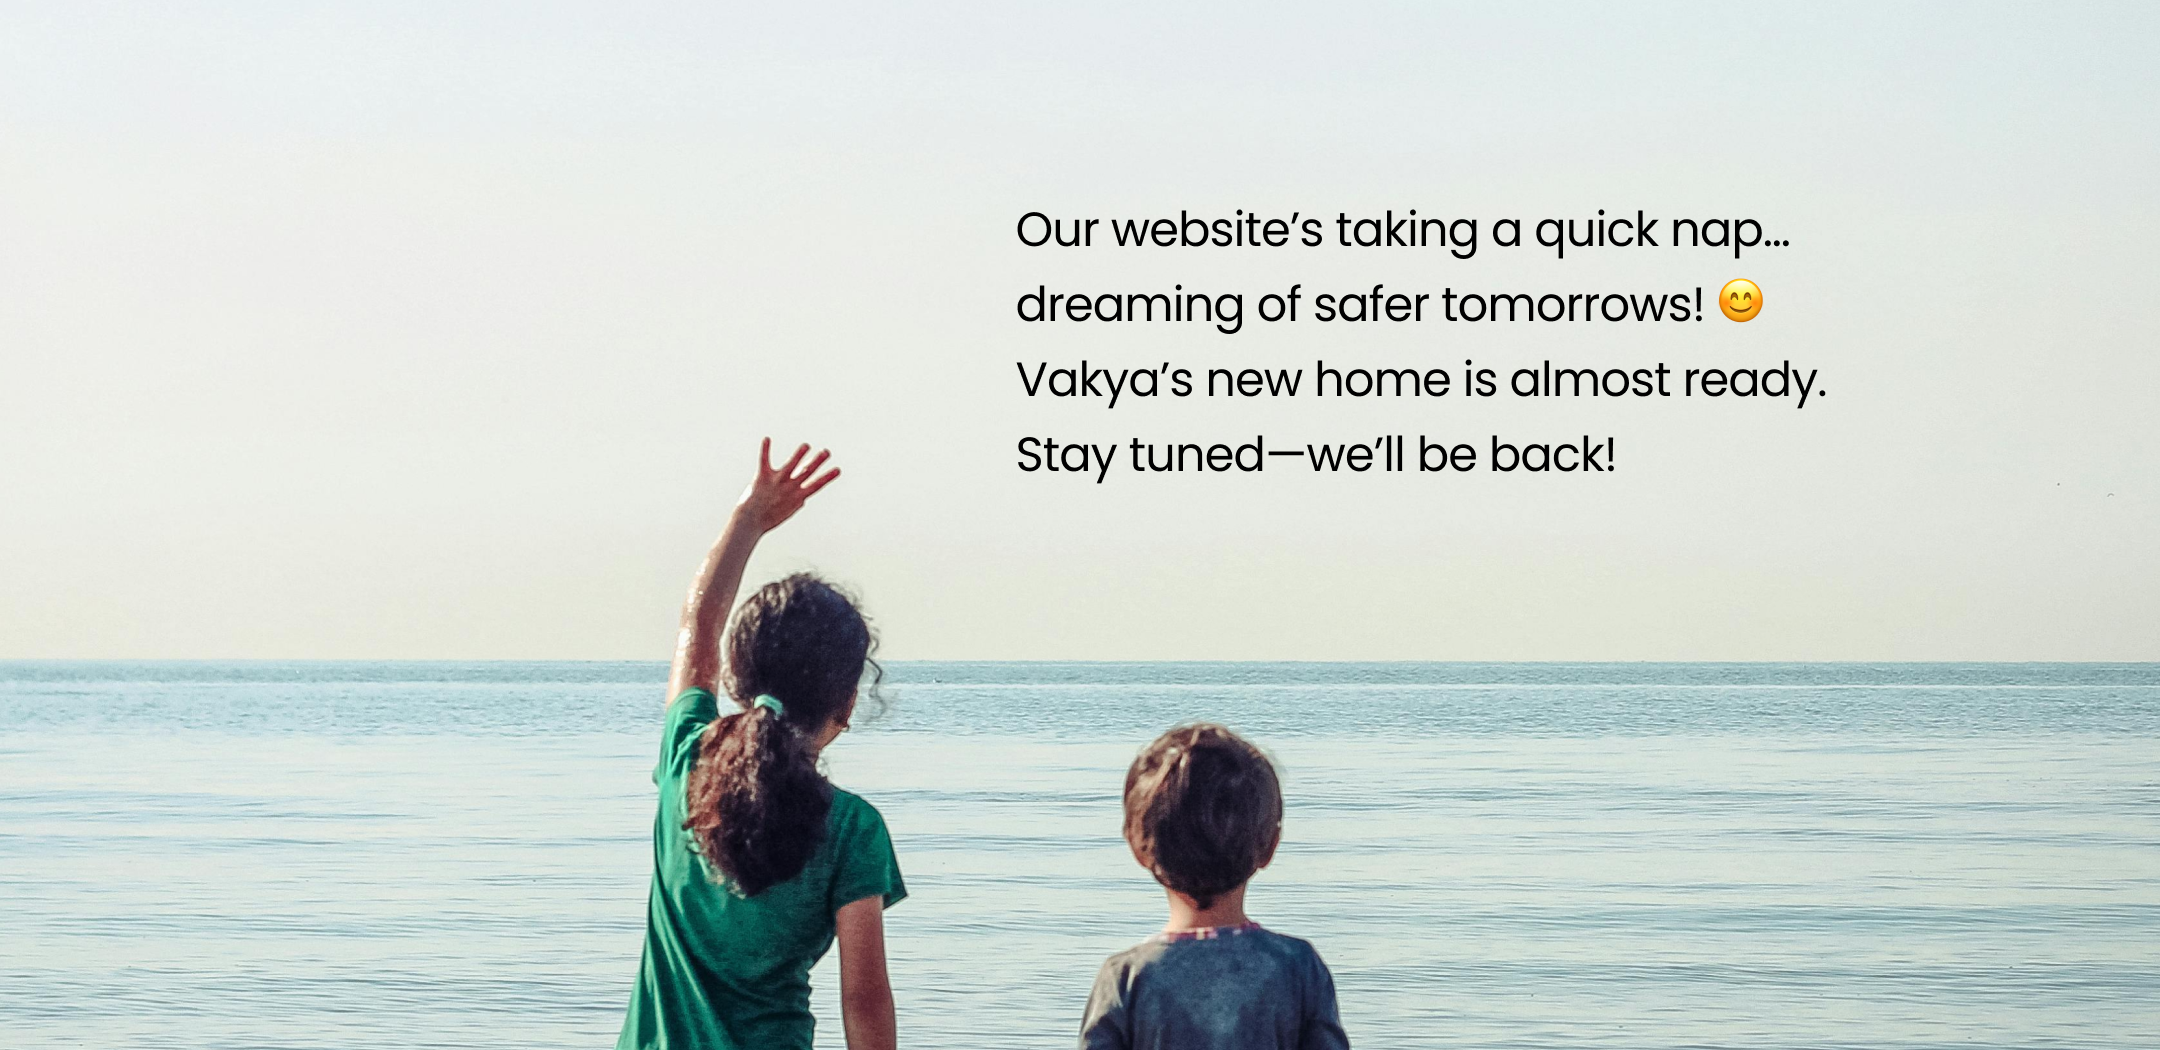 Our website’s taking a quick nap…
dreaming of safer tomorrows! 😊
Vakya’s new home is almost ready.
Stay tuned—we’ll be back!